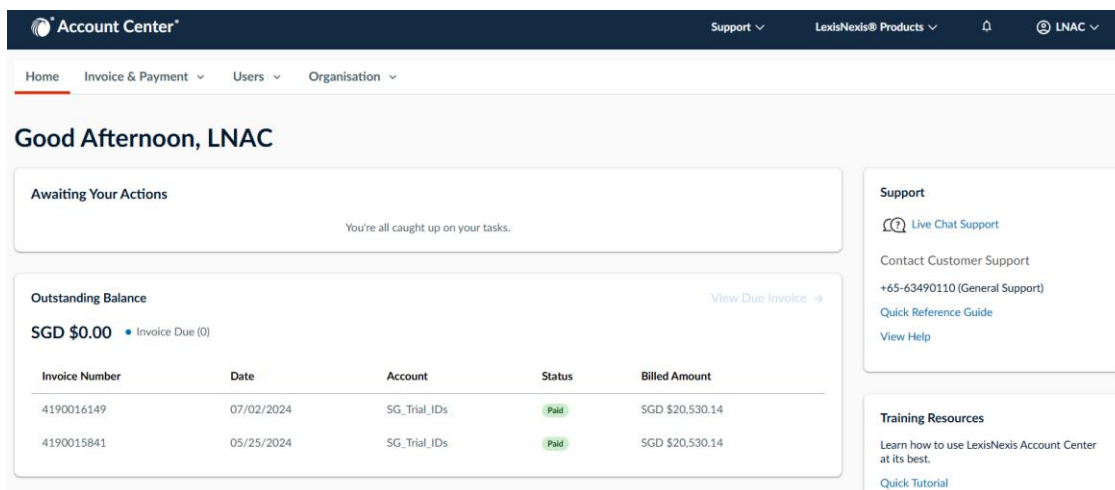 Account Center®
Support
LexisNexis® Products
LNAC
Home
Invoice & Payment
Users
Organisation
Good Afternoon, LNAC
Awaiting Your Actions
You're all caught up on your tasks.
Outstanding Balance
View Due Invoice →
SGD $0.00 • Invoice Due (0)
Invoice Number Date Account Status Billed Amount
4190016149 07/02/2024 SG_Trial_IDs Paid SGD $20,530.14
4190015841 05/25/2024 SG_Trial_IDs Paid SGD $20,530.14
Support
Live Chat Support
Contact Customer Support
+65-63490110 (General Support)
Quick Reference Guide
View Help
Training Resources
Learn how to use LexisNexis Account Center
at its best.
Quick Tutorial